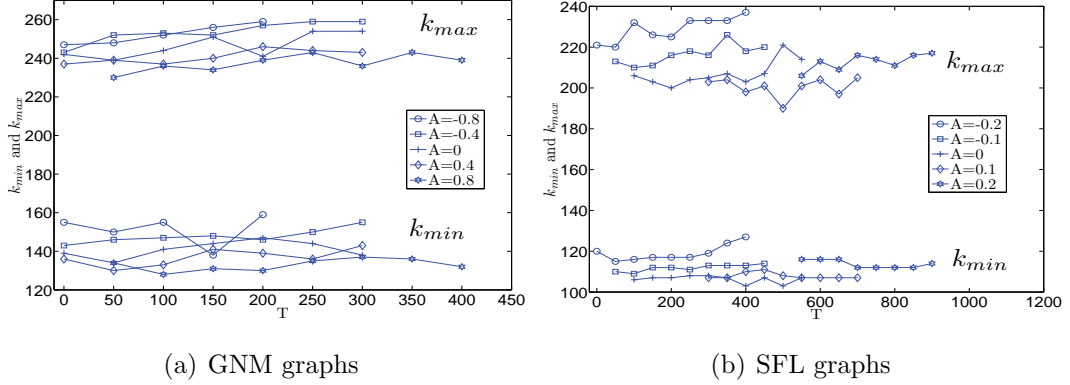 260
240
220
200
180
160
140
120
k_min and k_max
k_max
A=-0.8
A=-0.4
A=0
A=0.4
A=0.8
k_min
0 50 100 150 200 250 300 350 400 450
T
(a) GNM graphs
240
220
200
180
160
140
120
100
k_min and k_max
k_max
A=-0.2
A=-0.1
A=0
A=0.1
A=0.2
k_min
0 200 400 600 800 1000 1200
T
(b) SFL graphs